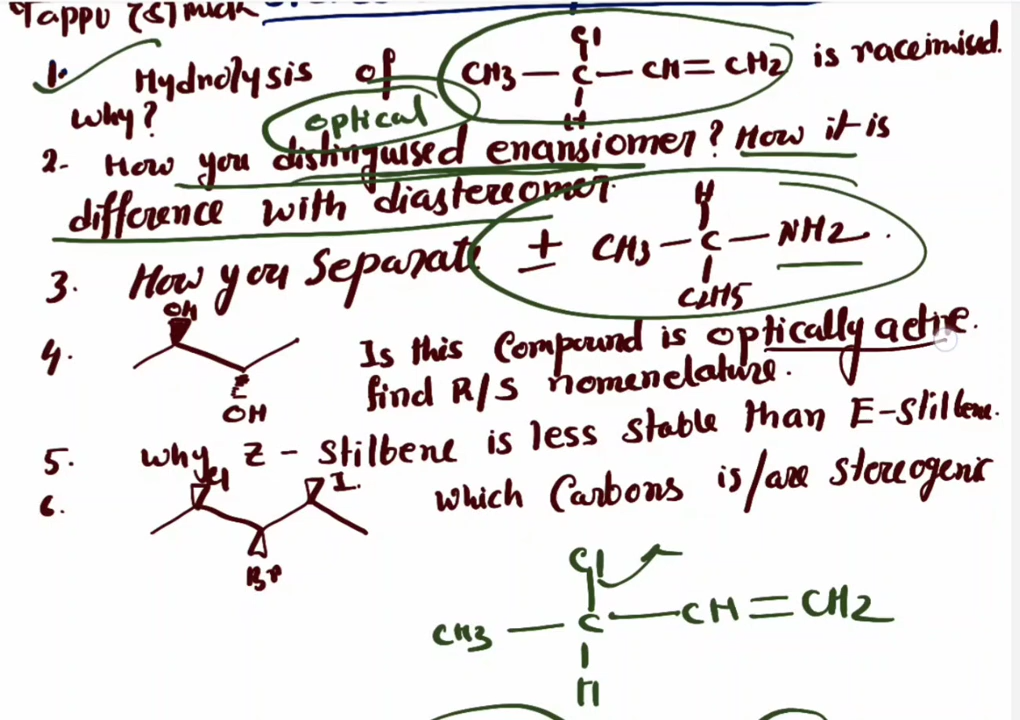 Tappu (S) mick
Cl
1. Hydrolysis of CH3 — C — CH = CH2 is raceimised.
H
why? optical
2- How you distinguised enansiomer? How it is
difference with diastereomer.
H
3. How you Separate ± CH3 — C — NH2.
C2H5
OH
4. Is this Compound is optically active.
find R/S nomenclature.
OH
5. why Z - Stilbene is less stable than E-Stilbene.
Cl I.
6. which Carbons is/are stereogenic
Br
Cl
CH3 — C — CH = CH2
H